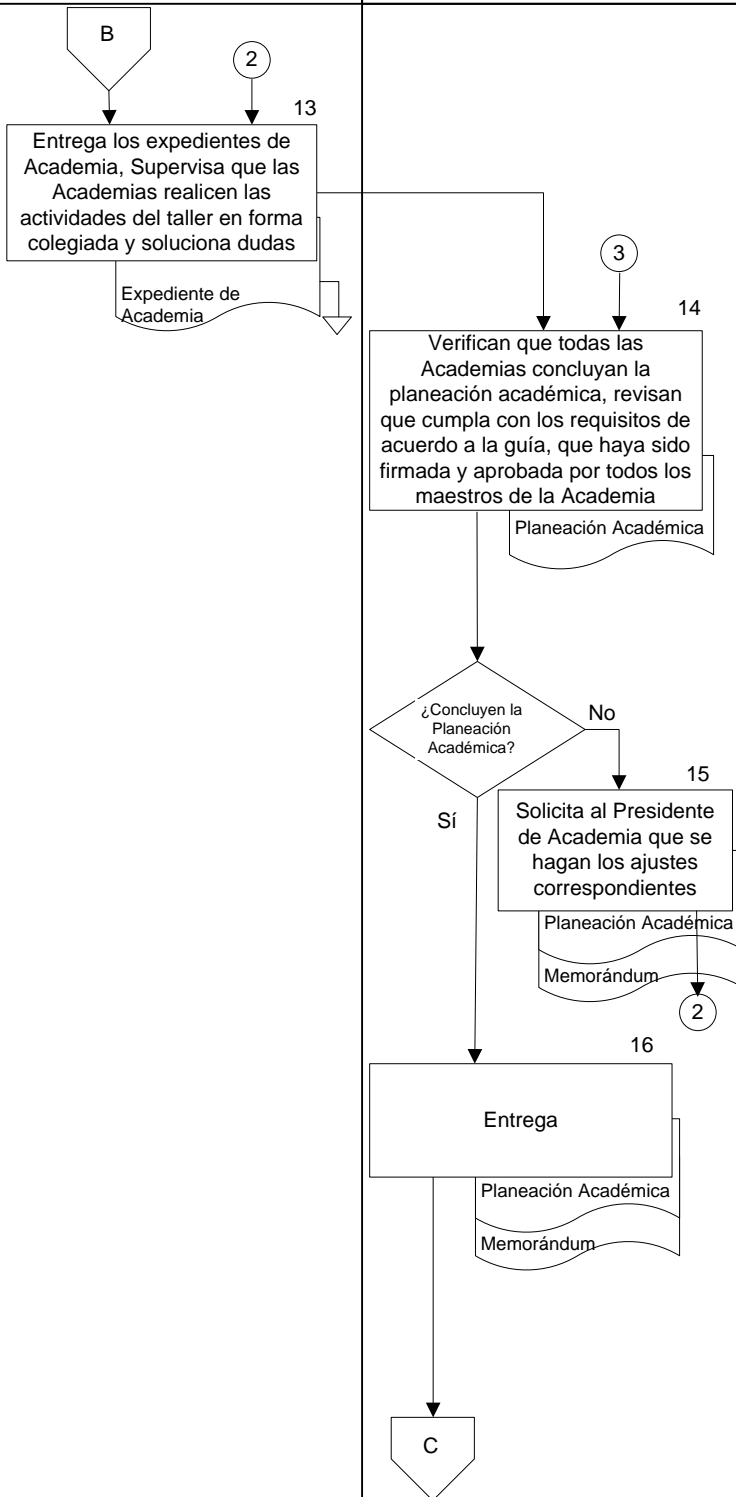 B
2
13
Entrega los expedientes de
Academia, Supervisa que las
Academias realicen las
actividades del taller en forma
colegiada y soluciona dudas
Expediente de
Academia
3
14
Verifican que todas las
Academias concluyan la
planeación académica, revisan
que cumpla con los requisitos de
acuerdo a la guía, que haya sido
firmada y aprobada por todos los
maestros de la Academia
Planeación Académica
¿Concluyen la
Planeación
Académica?
No
Sí
15
Solicita al Presidente
de Academia que se
hagan los ajustes
correspondientes
Planeación Académica
Memorándum
2
16
Entrega
Planeación Académica
Memorándum
C